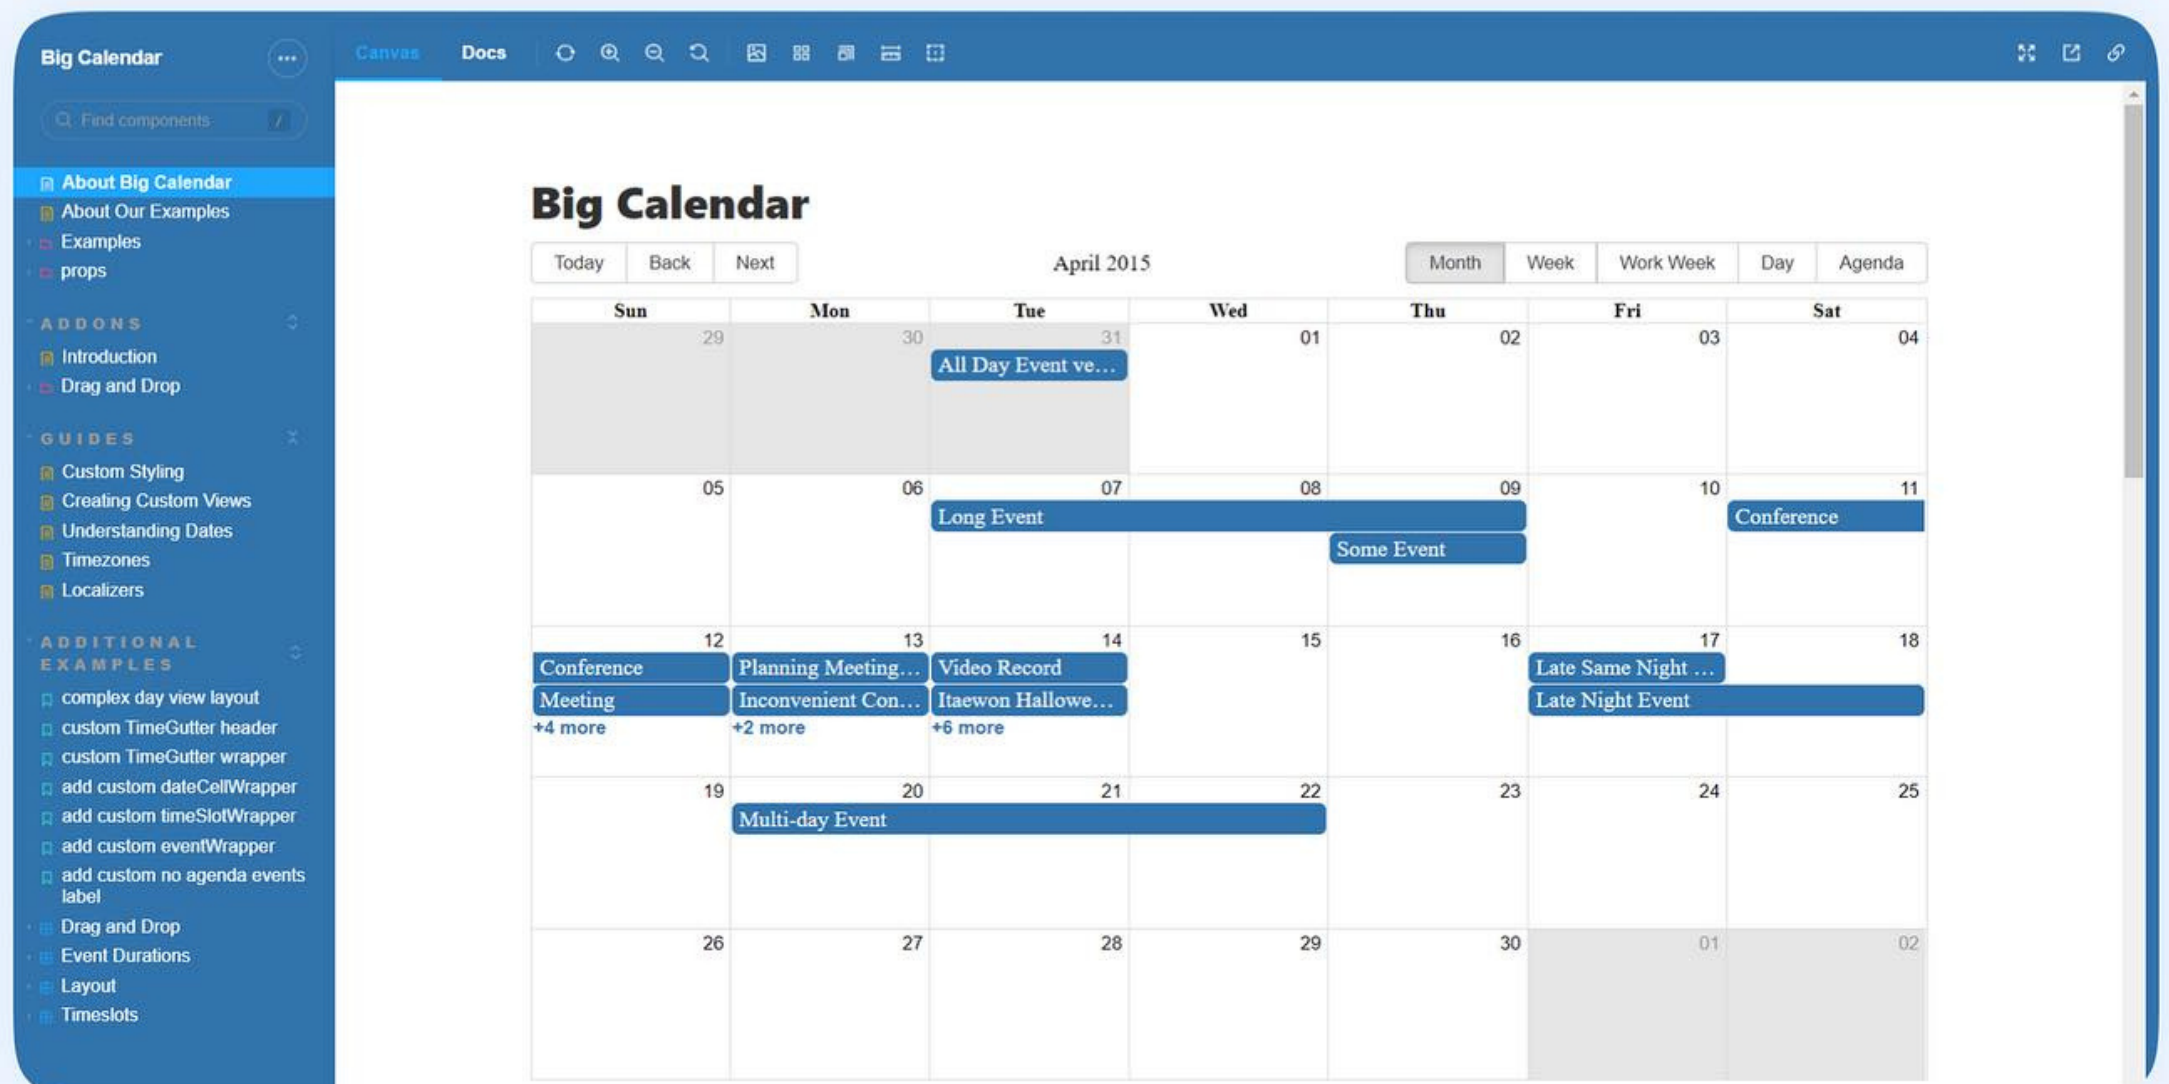 Big Calendar
Canvas
Docs
Find components
/
About Big Calendar
About Our Examples
Examples
props
ADDONS
Introduction
Drag and Drop
GUIDES
Custom Styling
Creating Custom Views
Understanding Dates
Timezones
Localizers
ADDITIONAL
EXAMPLES
complex day view layout
custom TimeGutter header
custom TimeGutter wrapper
add custom dateCellWrapper
add custom timeSlotWrapper
add custom eventWrapper
add custom no agenda events
label
Drag and Drop
Event Durations
Layout
Timeslots
Big Calendar
Today Back Next April 2015 Month Week Work Week Day Agenda
Sun Mon Tue Wed Thu Fri Sat
29 30 31 01 02 03 04
All Day Event ve...
05 06 07 08 09 10 11
Long Event Conference
Some Event
12 13 14 15 16 17 18
Conference Planning Meeting... Video Record Late Same Night ...
Meeting Inconvenient Con... Itaewon Hallowe... Late Night Event
+4 more +2 more +6 more
19 20 21 22 23 24 25
Multi-day Event
26 27 28 29 30 01 02